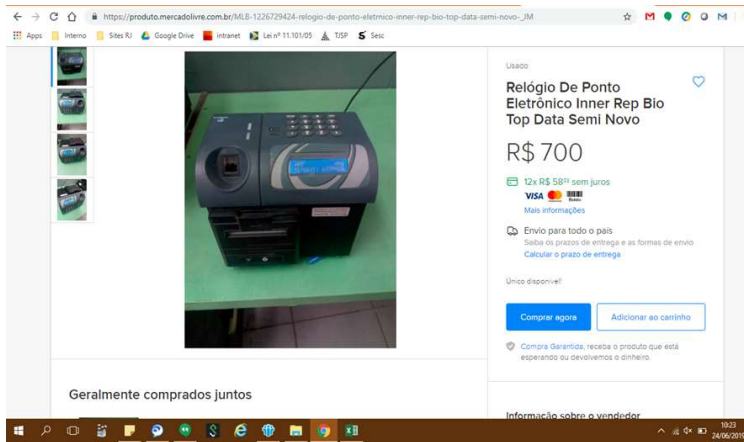 https://produto.mercadolivre.com.br/MLB-1226729424-relogio-de-ponto-eletrnico-inner-rep-bio-top-data-semi-novo-_JM
Apps Interno Sites RJ Google Drive intranet Lei nº 11.101/05 TJSP Sesc
Usado
Relógio De Ponto
Eletrônico Inner Rep Bio
Top Data Semi Novo
R$ 700
12x R$ 58³³ sem juros
VISA
Mais informações
Envio para todo o país
Saiba os prazos de entrega e as formas de envio
Calcular o prazo de entrega
Único disponível!
Comprar agora Adicionar ao carrinho
Compra Garantida, receba o produto que está
esperando ou devolvemos o dinheiro.
Geralmente comprados juntos
Informação sobre o vendedor
10:23
24/06/2019